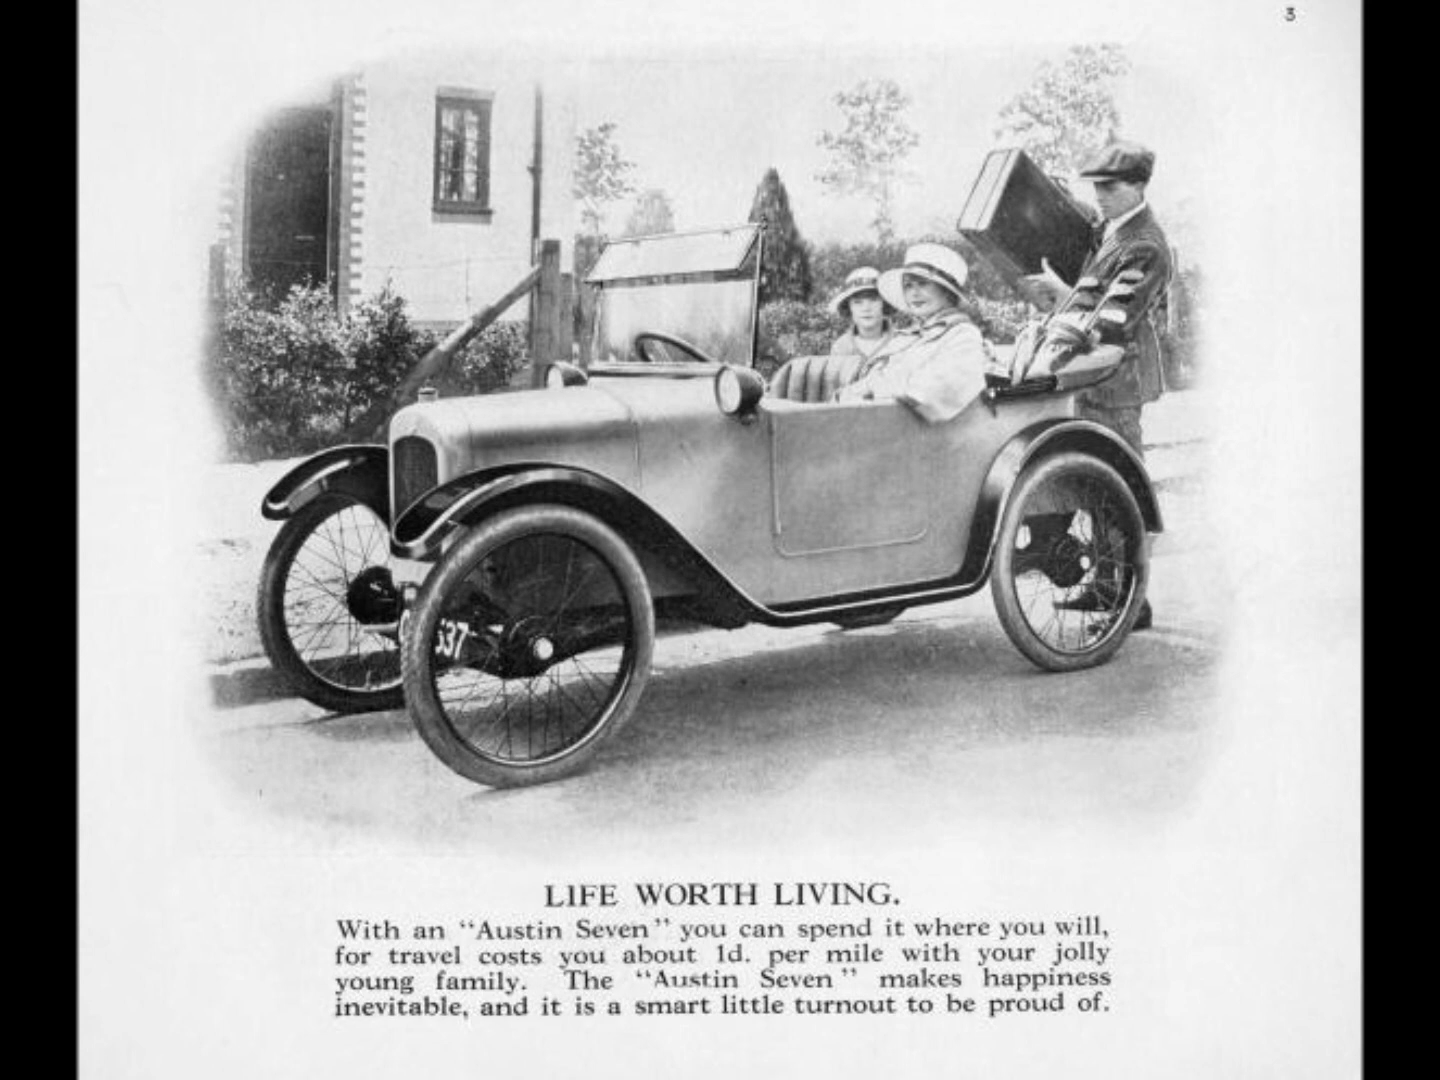 3
537
LIFE WORTH LIVING.
With an "Austin Seven" you can spend it where you will,
for travel costs you about 1d. per mile with your jolly
young family. The "Austin Seven" makes happiness
inevitable, and it is a smart little turnout to be proud of.